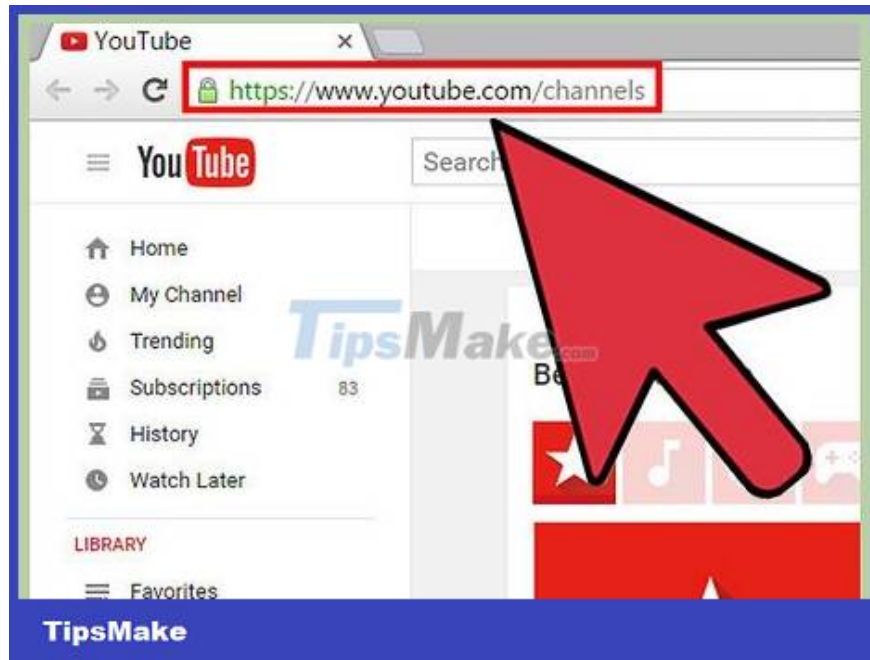 YouTube
https://www.youtube.com/channels
YouTube
Search
Home
My Channel
Trending
Subscriptions 83
History
Watch Later
LIBRARY
Favorites
TipsMake.com
TipsMake